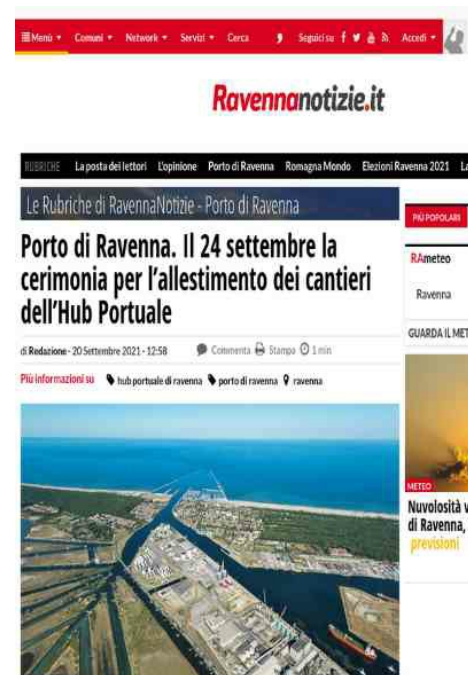 Menù Comuni Network Servizi Cerca Seguici su Accedi
Ravennanotizie.it
RUBRICHE La posta dei lettori L'opinione Porto di Ravenna Romagna Mondo Elezioni Ravenna 2021
Le Rubriche di RavennaNotizie - Porto di Ravenna
Porto di Ravenna. Il 24 settembre la
cerimonia per l'allestimento dei cantieri
dell'Hub Portuale
di Redazione - 20 Settembre 2021 - 12:58 Commenta Stampa 1 min
Più informazioni su hub portuale di ravenna porto di ravenna ravenna
PIÙ POPOLARI
RAmeteo
Ravenna
GUARDA IL MET
METEO
Nuvolosità v
di Ravenna,
previsioni